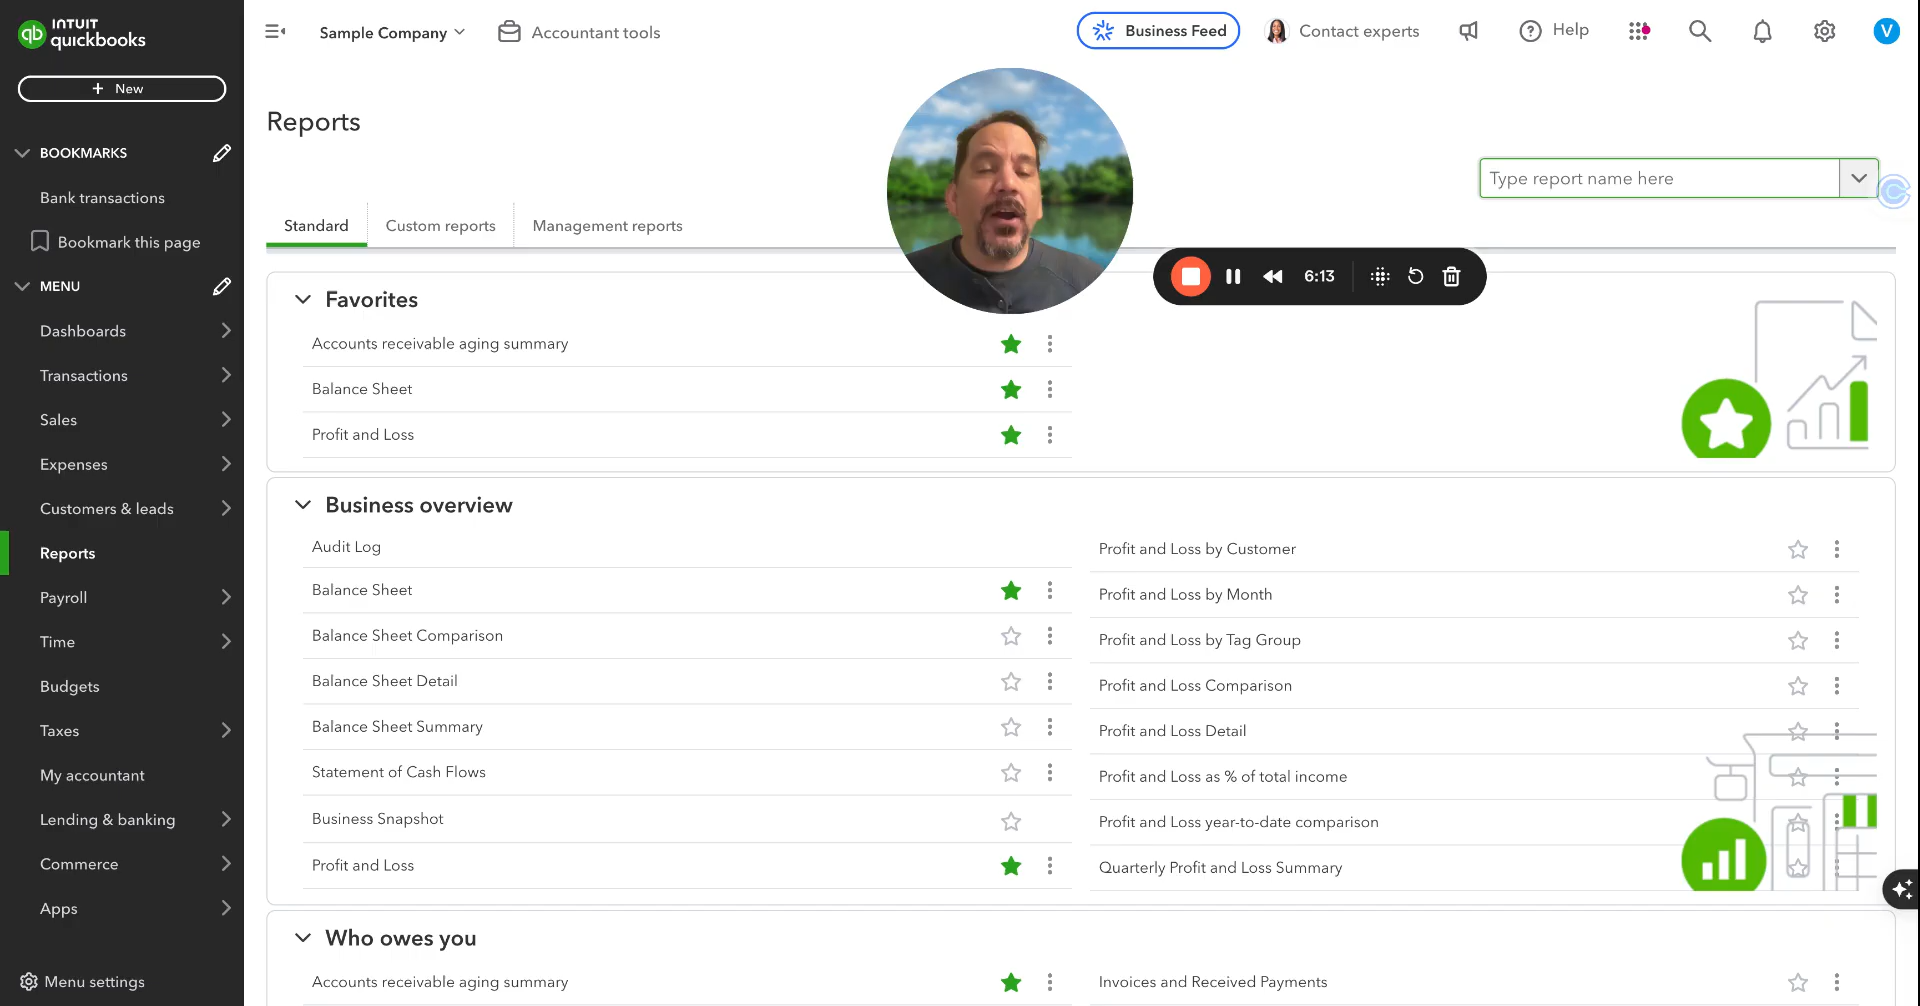 INTUIT
quickbooks
qb
+ New
BOOKMARKS
Bank transactions
Bookmark this page
MENU
Dashboards
Transactions
Sales
Expenses
Customers & leads
Reports
Payroll
Time
Budgets
Taxes
My accountant
Lending & banking
Commerce
Apps
Menu settings
Sample Company
Accountant tools
Business Feed
Contact experts
Help
V
Reports
Type report name here
Standard
Custom reports
Management reports
6:13
Favorites
Accounts receivable aging summary
Balance Sheet
Profit and Loss
Business overview
Audit Log
Balance Sheet
Balance Sheet Comparison
Balance Sheet Detail
Balance Sheet Summary
Statement of Cash Flows
Business Snapshot
Profit and Loss
Profit and Loss by Customer
Profit and Loss by Month
Profit and Loss by Tag Group
Profit and Loss Comparison
Profit and Loss Detail
Profit and Loss as % of total income
Profit and Loss year-to-date comparison
Quarterly Profit and Loss Summary
Who owes you
Accounts receivable aging summary
Invoices and Received Payments